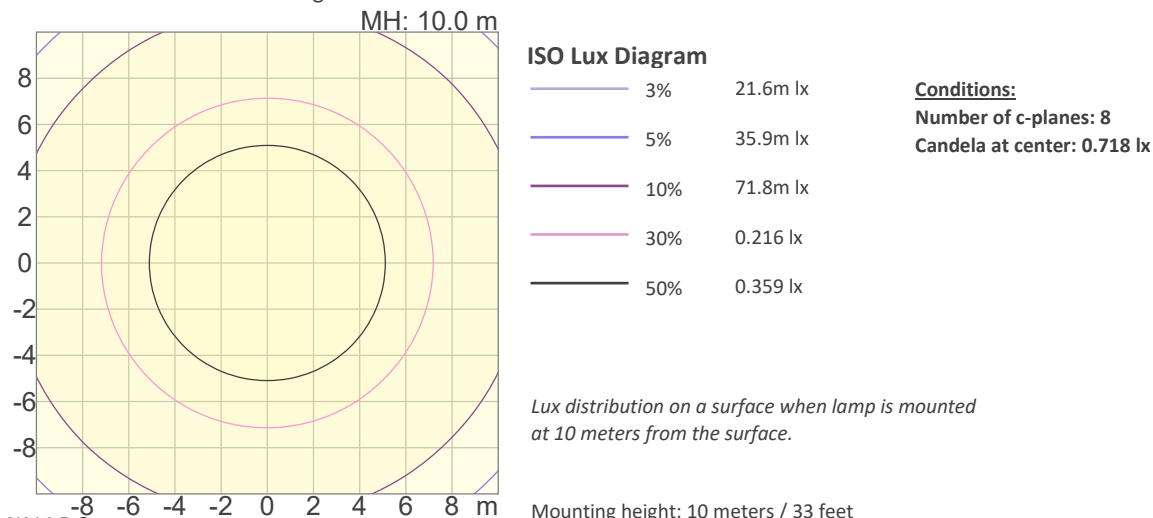 MH: 10.0 m
8
6
4
2
0
-2
-4
-6
-8
-8 -6 -4 -2 0 2 4 6 8 m
ISO Lux Diagram
3% 21.6m lx
5% 35.9m lx
10% 71.8m lx
30% 0.216 lx
50% 0.359 lx
Conditions:
Number of c-planes: 8
Candela at center: 0.718 lx
Lux distribution on a surface when lamp is mounted
at 10 meters from the surface.
Mounting height: 10 meters / 33 feet